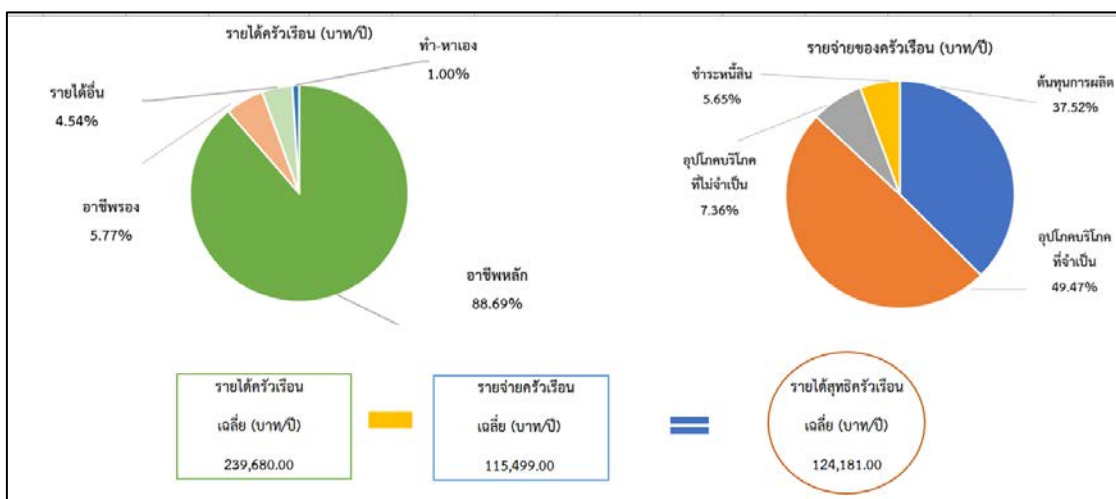 รายได้ครัวเรือน (บาท/ปี)
ทำ-หาเอง
1.00%
รายได้อื่น
4.54%
อาชีพรอง
5.77%
อาชีพหลัก
88.69%
รายจ่ายของครัวเรือน (บาท/ปี)
ชำระหนี้สิน
5.65%
ต้นทุนการผลิต
37.52%
อุปโภคบริโภค
ที่ไม่จำเป็น
7.36%
อุปโภคบริโภค
ที่จำเป็น
49.47%
รายได้ครัวเรือน
เฉลี่ย (บาท/ปี)
239,680.00
รายจ่ายครัวเรือน
เฉลี่ย (บาท/ปี)
115,499.00
รายได้สุทธิครัวเรือน
เฉลี่ย (บาท/ปี)
124,181.00